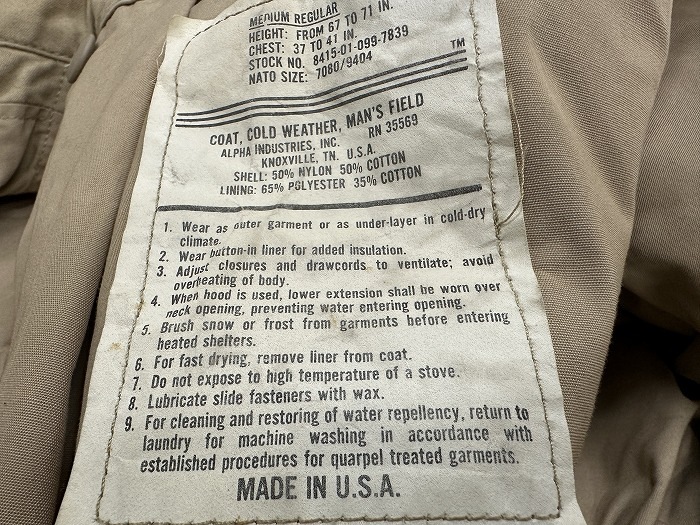 MEDIUM REGULAR
HEIGHT: FROM 67 TO 71 IN.
CHEST: 37 TO 41 IN.
STOCK NO. 8415-01-099-7839
NATO SIZE: 7080/9404
TM
COAT, COLD WEATHER, MAN'S FIELD
ALPHA INDUSTRIES, INC. RN 35569
KNOXVILLE, TN. U.S.A.
SHELL: 50% NYLON 50% COTTON
LINING: 65% POLYESTER 35% COTTON
1. Wear as outer garment or as under-layer in cold-dry
climate.
2. Wear button-in liner for added insulation.
3. Adjust closures and drawcords to ventilate; avoid
overheating of body.
4. When hood is used, lower extension shall be worn over
neck opening, preventing water entering opening.
5. Brush snow or frost from garments before entering
heated shelters.
6. For fast drying, remove liner from coat.
7. Do not expose to high temperature of a stove.
8. Lubricate slide fasteners with wax.
9. For cleaning and restoring of water repellency, return to
laundry for machine washing in accordance with
established procedures for quarpel treated garments.
MADE IN U.S.A.